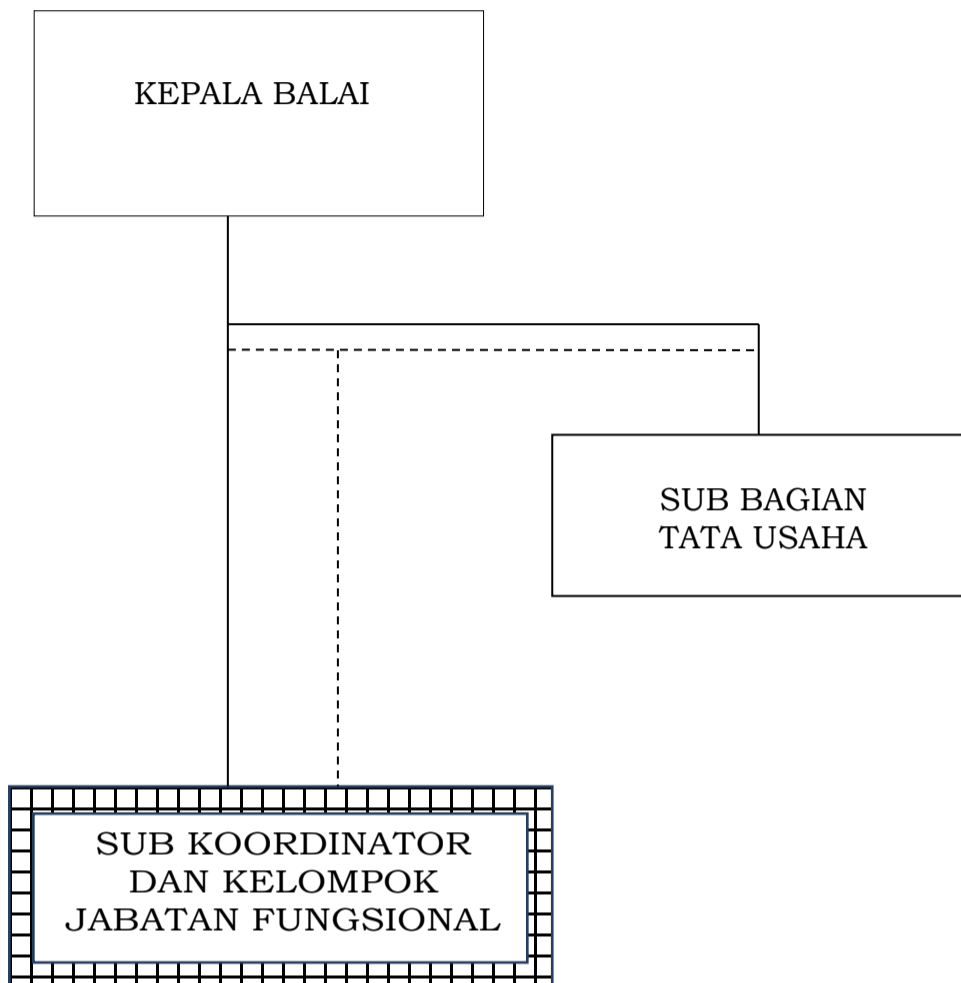 KEPALA BALAI
SUB BAGIAN
TATA USAHA
SUB KOORDINATOR
DAN KELOMPOK
JABATAN FUNGSIONAL